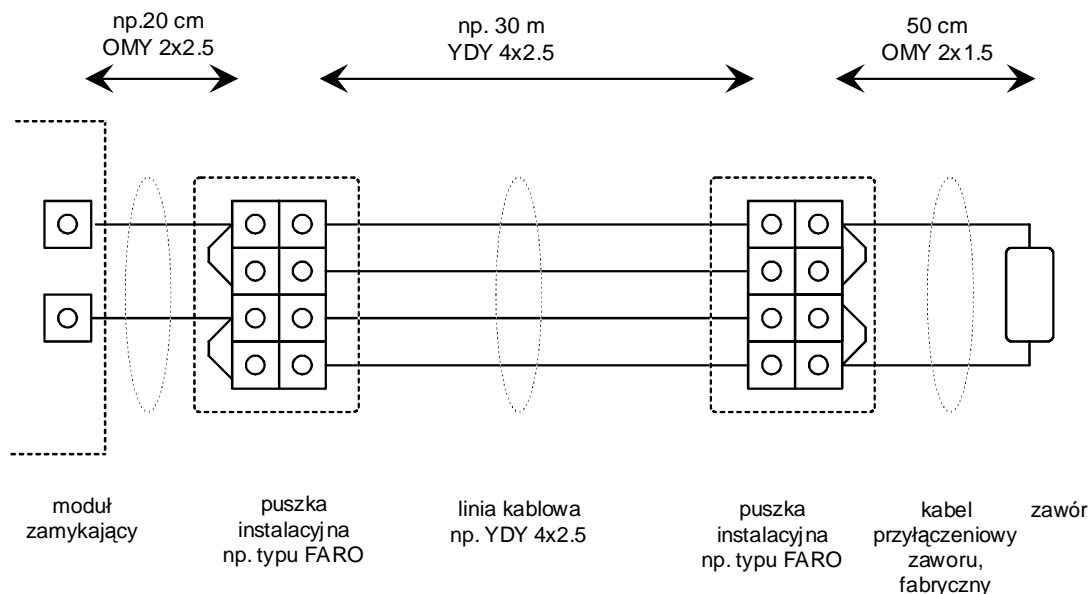 np.20 cm
OMY 2x2.5
np. 30 m
YDY 4x2.5
50 cm
OMY 2x1.5
moduł
zamykający
puszka
instalacyjna
np. typu FARO
linia kablowa
np. YDY 4x2.5
puszka
instalacyjna
np. typu FARO
kabel
przyłączeniowy
zaworu,
fabryczny
zawór